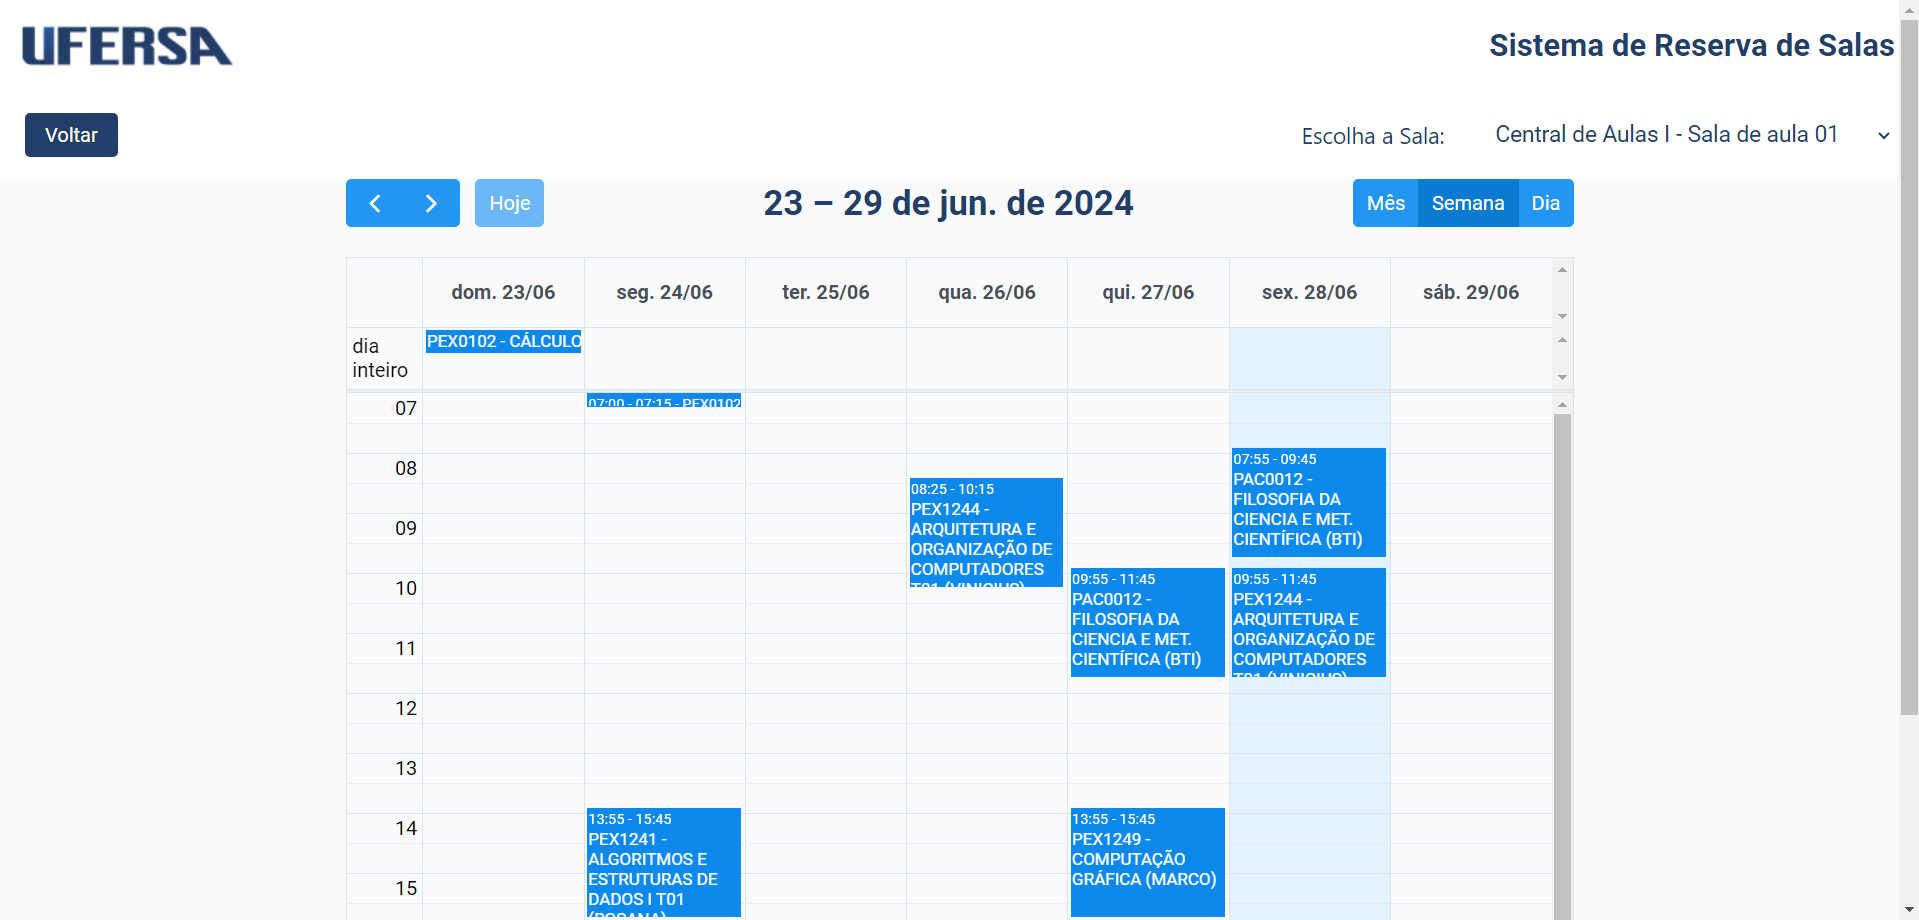 UFERSA
Sistema de Reserva de Salas
Voltar
Escolha a Sala:
Central de Aulas I - Sala de aula 01
Hoje
23 – 29 de jun. de 2024
Mês
Semana
Dia
dom. 23/06
seg. 24/06
ter. 25/06
qua. 26/06
qui. 27/06
sex. 28/06
sáb. 29/06
dia
inteiro
PEX0102 - CÁLCULO
07
07:00 - 07:15 - PEX0102
08
09
10
11
12
13
14
15
13:55 - 15:45
PEX1241 -
ALGORITMOS E
ESTRUTURAS DE
DADOS I T01
(ROSANA)
08:25 - 10:15
PEX1244 -
ARQUITETURA E
ORGANIZAÇÃO DE
COMPUTADORES
T01 (VINICIUS)
09:55 - 11:45
PAC0012 -
FILOSOFIA DA
CIENCIA E MET.
CIENTÍFICA (BTI)
13:55 - 15:45
PEX1249 -
COMPUTAÇÃO
GRÁFICA (MARCO)
07:55 - 09:45
PAC0012 -
FILOSOFIA DA
CIENCIA E MET.
CIENTÍFICA (BTI)
09:55 - 11:45
PEX1244 -
ARQUITETURA E
ORGANIZAÇÃO DE
COMPUTADORES
T01 (VINICIUS)